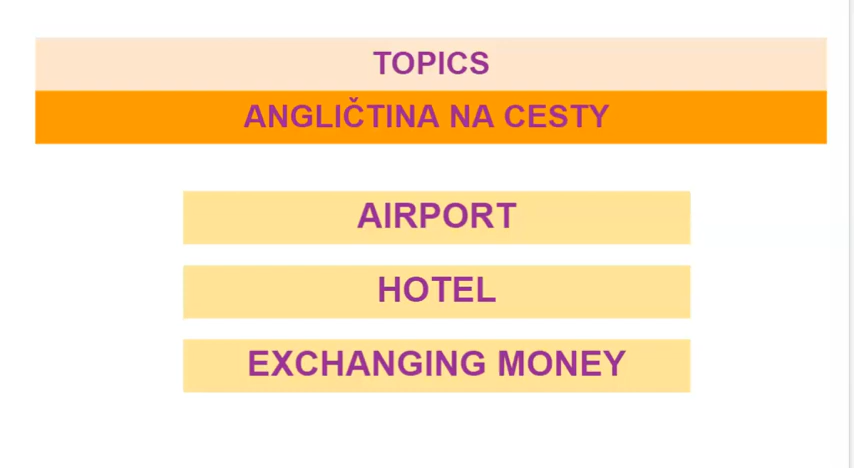 TOPICS
ANGLIČTINA NA CESTY
AIRPORT
HOTEL
EXCHANGING MONEY